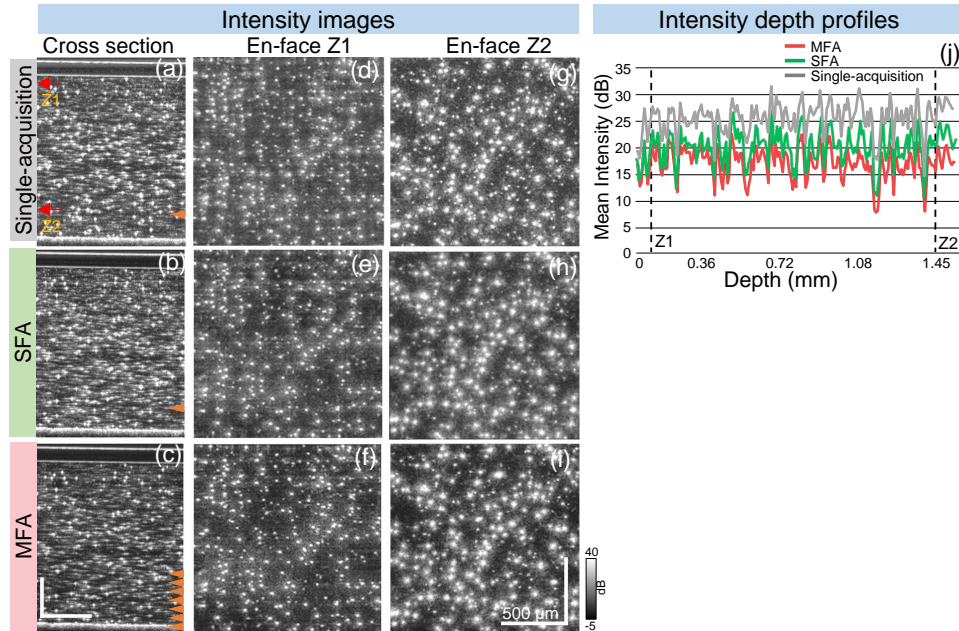 Intensity images
Intensity depth profiles
Cross section
En-face Z1
En-face Z2
Single-acquisition
SFA
MFA
(a)
(d)
(g)
Z1
Z2
(b)
(e)
(h)
(c)
(f)
(i)
500 μm
40
dB
-5
(j)
MFA
SFA
Single-acquisition
Mean Intensity (dB)
35
30
25
20
15
10
5
0
Z1
Z2
0 0.36 0.72 1.08 1.45
Depth (mm)